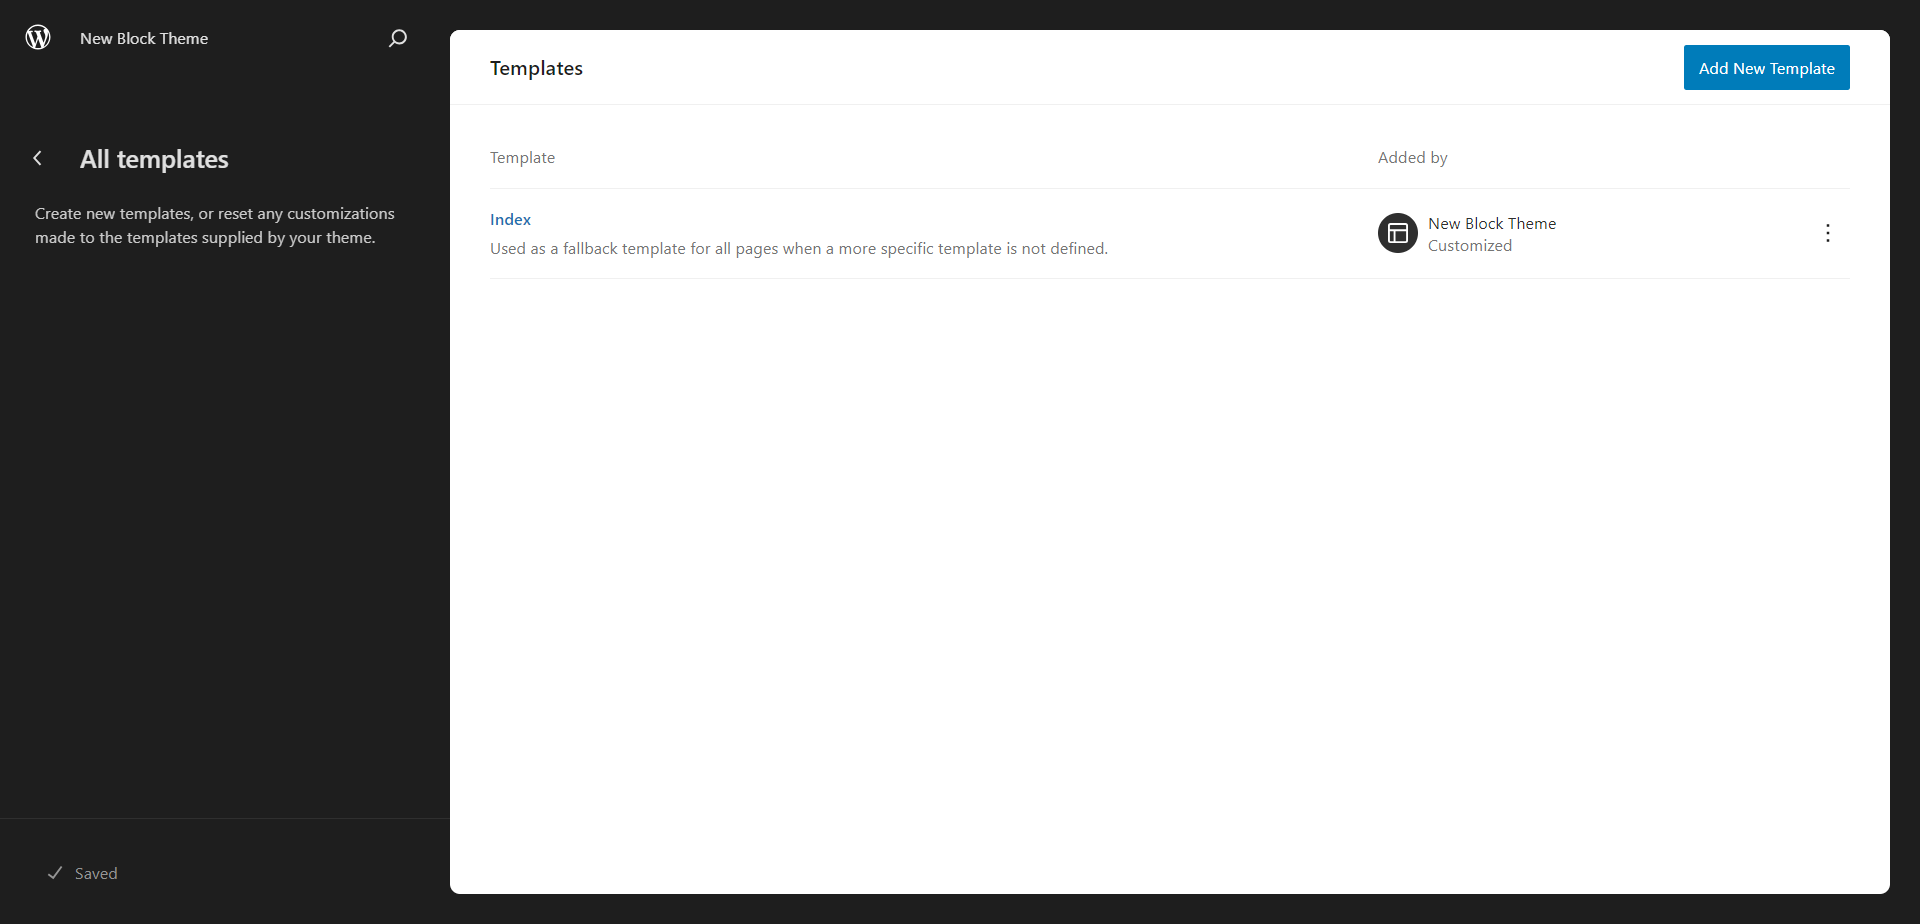 New Block Theme
All templates
Create new templates, or reset any customizations
made to the templates supplied by your theme.
Saved
Templates
Add New Template
Template
Added by
Index
Used as a fallback template for all pages when a more specific template is not defined.
New Block Theme
Customized